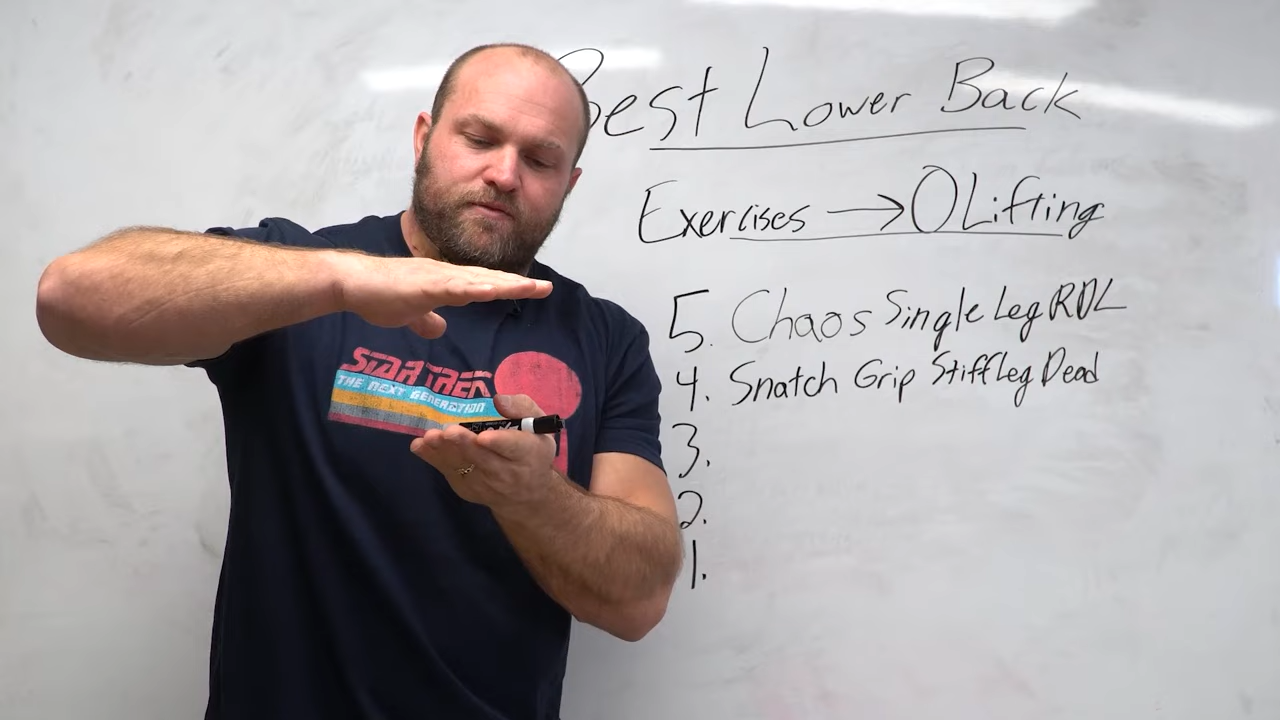 Best Lower Back
Exercises → O Lifting
5. Chaos Single Leg RDL
4. Snatch Grip Stiff Leg Dead
3.
2.
1.
STAR TREK
THE NEXT GENERATION